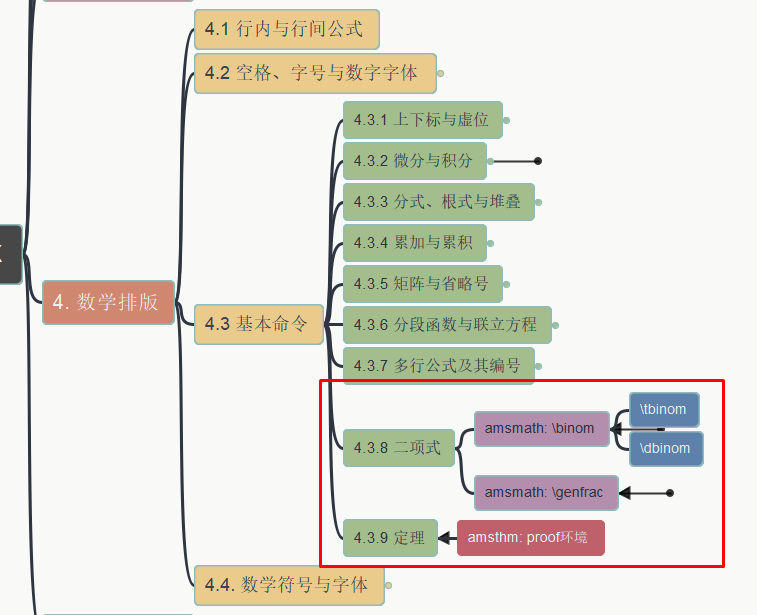 4.1 行内与行间公式
4.2 空格、字号与数字字体
4.3.1 上下标与虚位
4.3.2 微分与积分
4.3.3 分式、根式与堆叠
4.3.4 累加与累积
4. 数学排版
4.3 基本命令
4.3.5 矩阵与省略号
4.3.6 分段函数与联立方程
4.3.7 多行公式及其编号
4.3.8 二项式
amsmath: \binom
\tbinom
\dbinom
amsmath: \genfrac
4.3.9 定理
amsthm: proof环境
4.4. 数学符号与字体